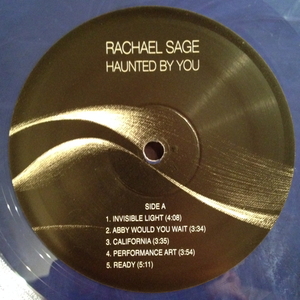 RACHAEL SAGE
HAUNTED BY YOU
SIDE A
1. INVISIBLE LIGHT (4:08)
2. ABBY WOULD YOU WAIT (3:34)
3. CALIFORNIA (3:35)
4. PERFORMANCE ART (3:54)
5. READY (5:11)